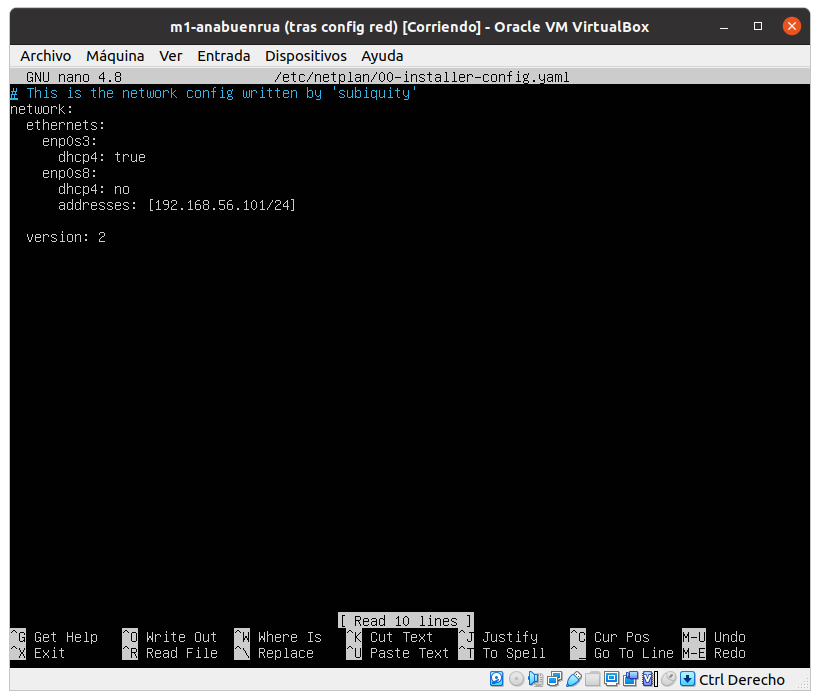 m1-anabuenrua (tras config red) [Corriendo] - Oracle VM VirtualBox
Archivo Máquina Ver Entrada Dispositivos Ayuda
GNU nano 4.8 /etc/netplan/00-installer-config.yaml
# This is the network config written by 'subiquity'
network:
  ethernets:
    enp0s3:
      dhcp4: true
    enp0s8:
      dhcp4: no
      addresses: [192.168.56.101/24]
  version: 2
[ Read 10 lines ]
^G Get Help ^O Write Out ^W Where Is ^K Cut Text ^J Justify ^C Cur Pos M-U Undo
^X Exit ^R Read File ^\ Replace ^U Paste Text ^T To Spell ^_ Go To Line M-E Redo
Ctrl Derecho